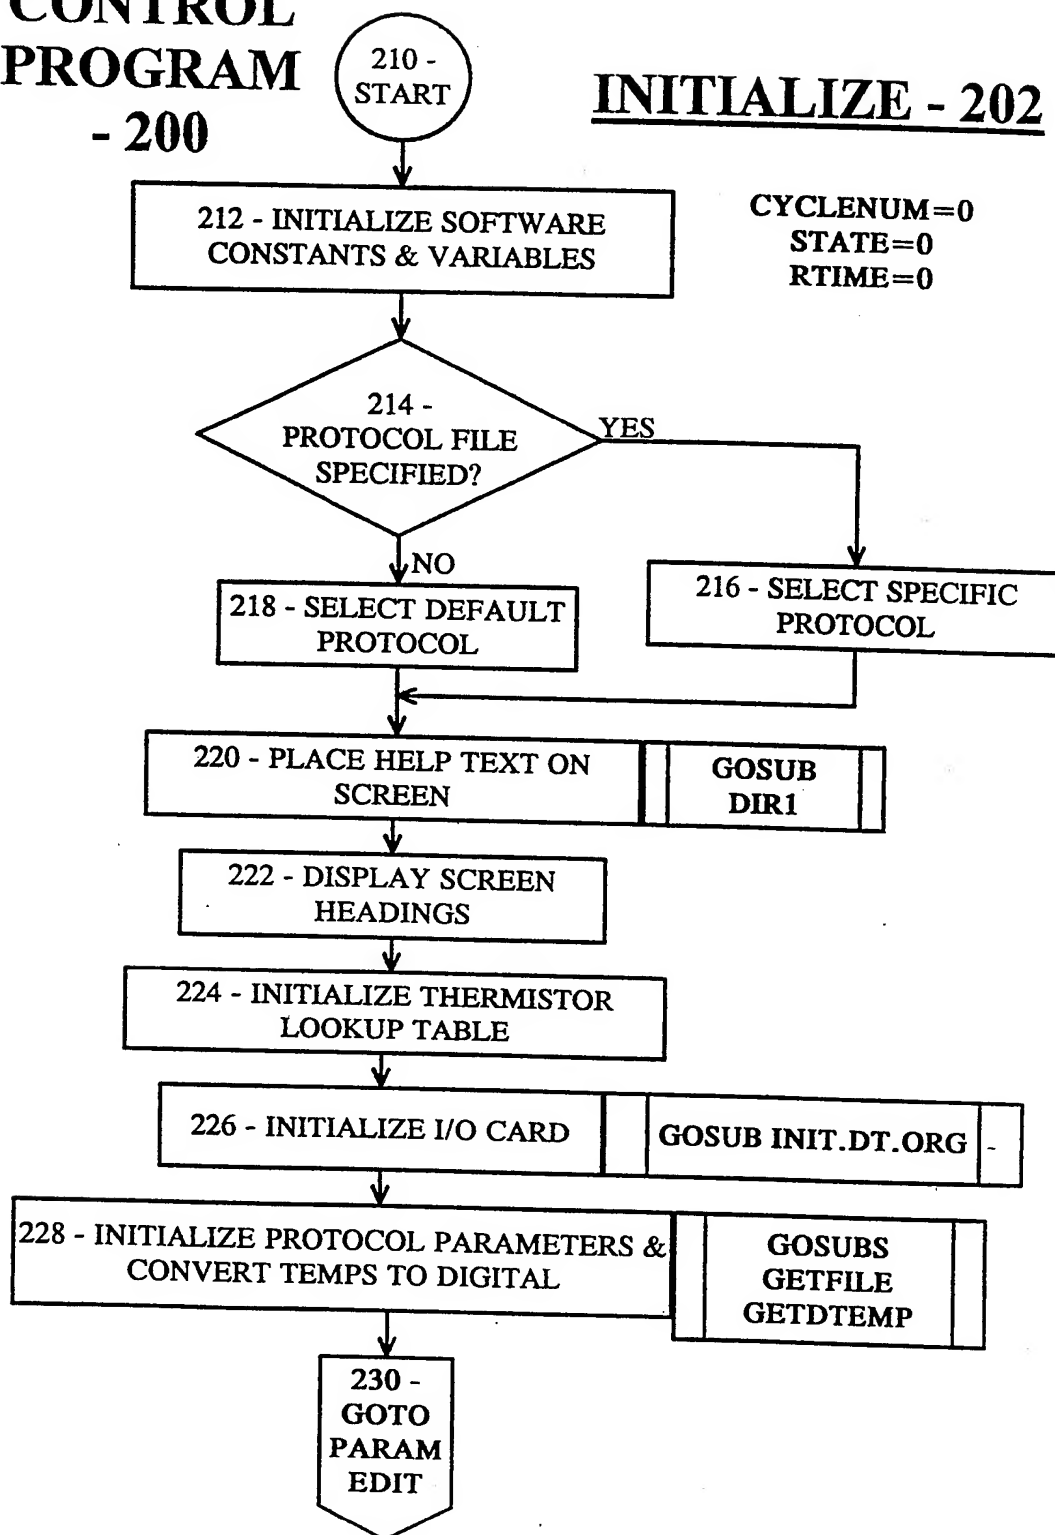 CONTROL
PROGRAM
- 200
210 -
START
INITIALIZE - 202
212 - INITIALIZE SOFTWARE
CONSTANTS & VARIABLES
CYCLENUM=0
STATE=0
RTIME=0
214 -
PROTOCOL FILE
SPECIFIED?
YES
NO
218 - SELECT DEFAULT
PROTOCOL
216 - SELECT SPECIFIC
PROTOCOL
220 - PLACE HELP TEXT ON
SCREEN
GOSUB
DIR1
222 - DISPLAY SCREEN
HEADINGS
224 - INITIALIZE THERMISTOR
LOOKUP TABLE
226 - INITIALIZE I/O CARD
GOSUB INIT.DT.ORG
-
228 - INITIALIZE PROTOCOL PARAMETERS &
CONVERT TEMPS TO DIGITAL
GOSUBS
GETFILE
GETDTEMP
230 -
GOTO
PARAM
EDIT